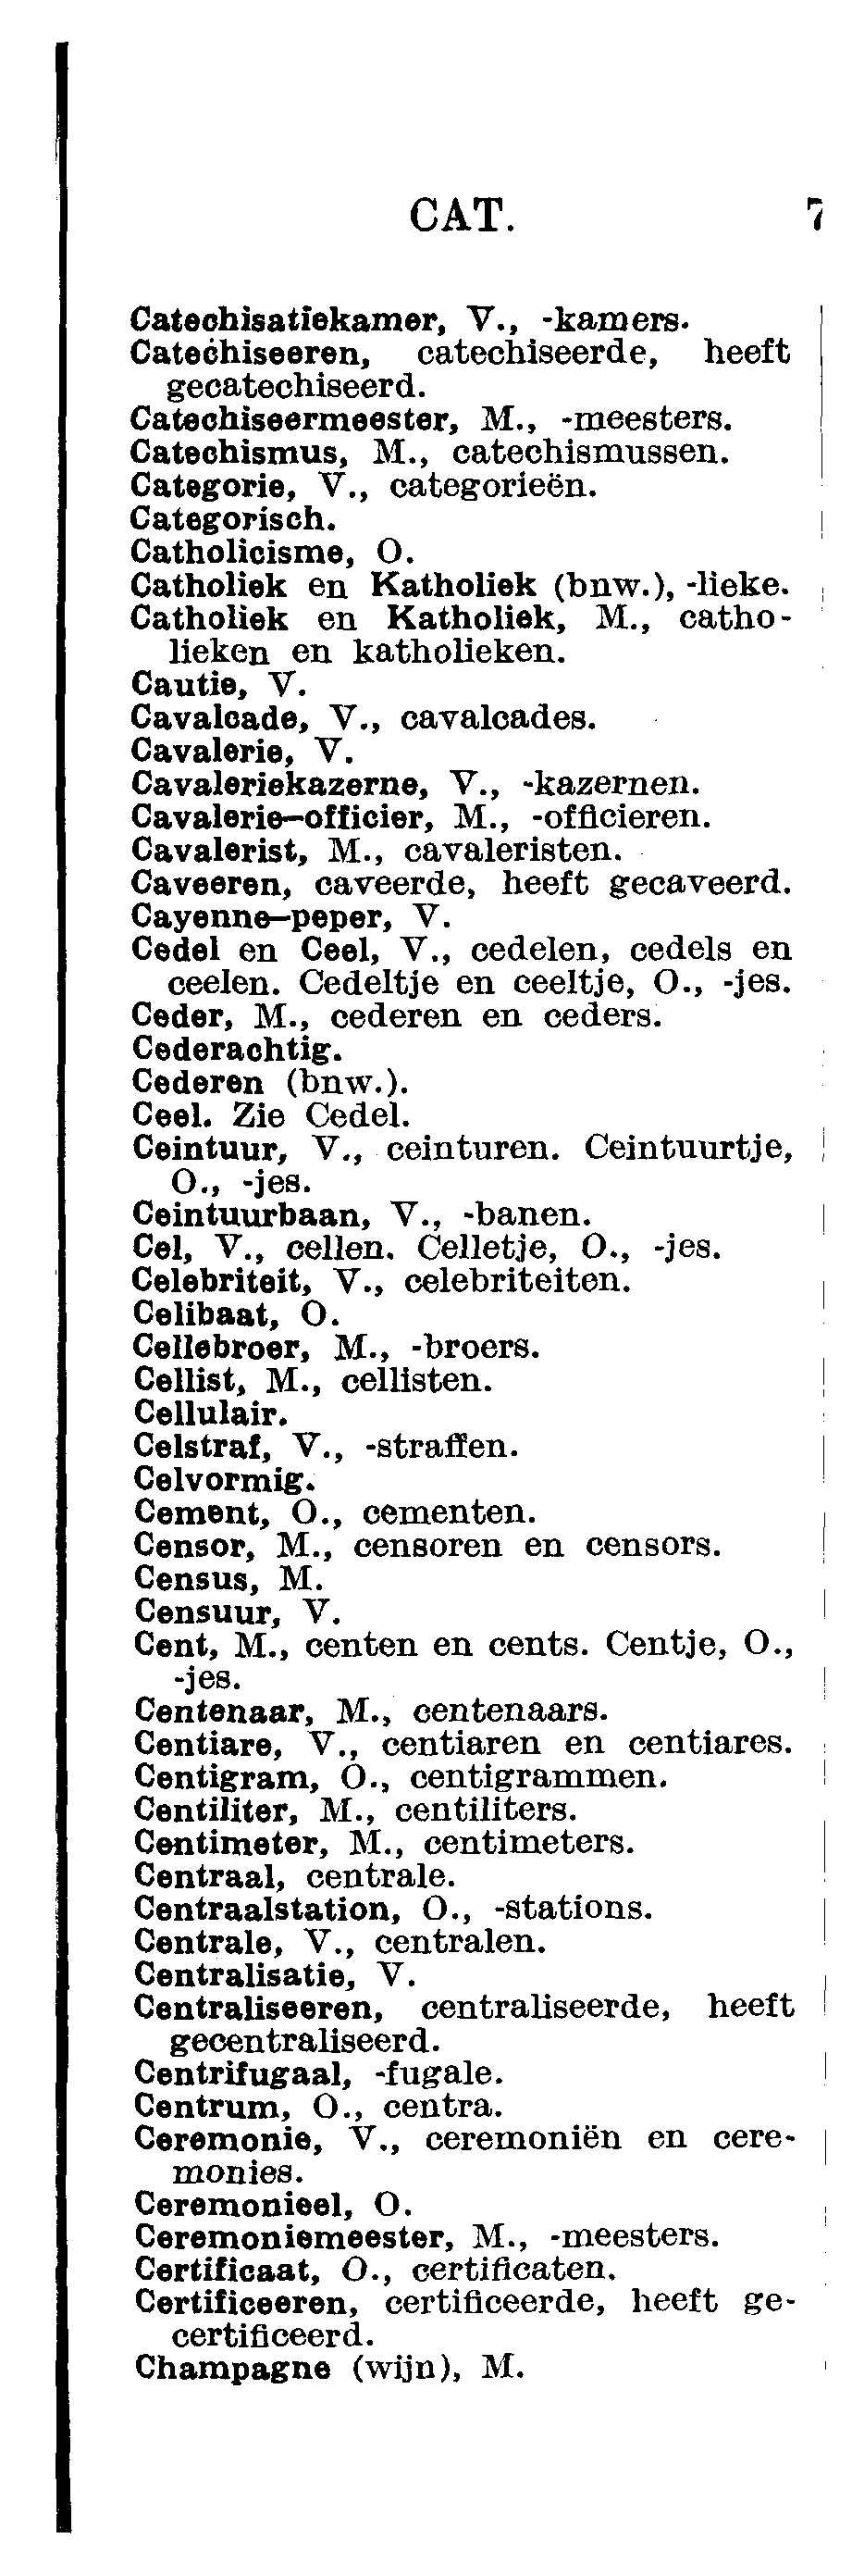 CAT.
Catechisatiekamer, V., -kamers.
Catechiseeren, catechiseerde, heeft
gecatechiseerd.
Catechiseermeester, M., -meesters.
Catechismus, M., catechismussen.
Categorie, V., categorieën.
Categorisch.
Catholicisme, O.
Catholiek en Katholiek (bnw.), -lieke.
Catholiek en Katholiek, M., catho-
lieken en katholieken.
Cautie, V.
Cavalcade, V., cavalcades.
Cavalerie, V.
Cavaleriekazerne, V., -kazernen.
Cavalerie-officier, M., -officieren.
Cavalerist, M., cavaleristen.
Caveeren, caveerde, heeft gecaveerd.
Cayenne-peper, V.
Cedel en Ceel, V., cedelen, cedels en
ceelen. Cedeltje en ceeltje, O., -jes.
Ceder, M., cederen en ceders.
Cederachtig.
Cederen (bnw.).
Ceel. Zie Cedel.
Ceintuur, V., ceinturen. Ceintuurtje,
O., -jes.
Ceintuurbaan, V., -banen.
Cel, V., cellen. Celletje, O., -jes.
Celebriteit, V., celebriteiten.
Celibaat, O.
Cellebroer, M., -broers.
Cellist, M., cellisten.
Cellulair.
Celstraf, V., -straffen.
Celvormig.
Cement, O., cementen.
Censor, M., censoren en censors.
Census, M.
Censuur, V.
Cent, M., centen en cents. Centje, O.,
-jes.
Centenaar, M., centenaars.
Centiare, V., centiaren en centiares.
Centigram, O., centigrammen.
Centiliter, M., centiliters.
Centimeter, M., centimeters.
Centraal, centrale.
Centraalstation, O., -stations.
Centrale, V., centralen.
Centralisatie, V.
Centraliseeren, centraliseerde, heeft
gecentraliseerd.
Centrifugaal, -fugale.
Centrum, O., centra.
Ceremonie, V., ceremoniën en cere-
monies.
Ceremonieel, O.
Ceremoniemeester, M., -meesters.
Certificaat, O., certificaten.
Certificeeren, certificeerde, heeft ge-
certificeerd.
Champagne (wijn), M.